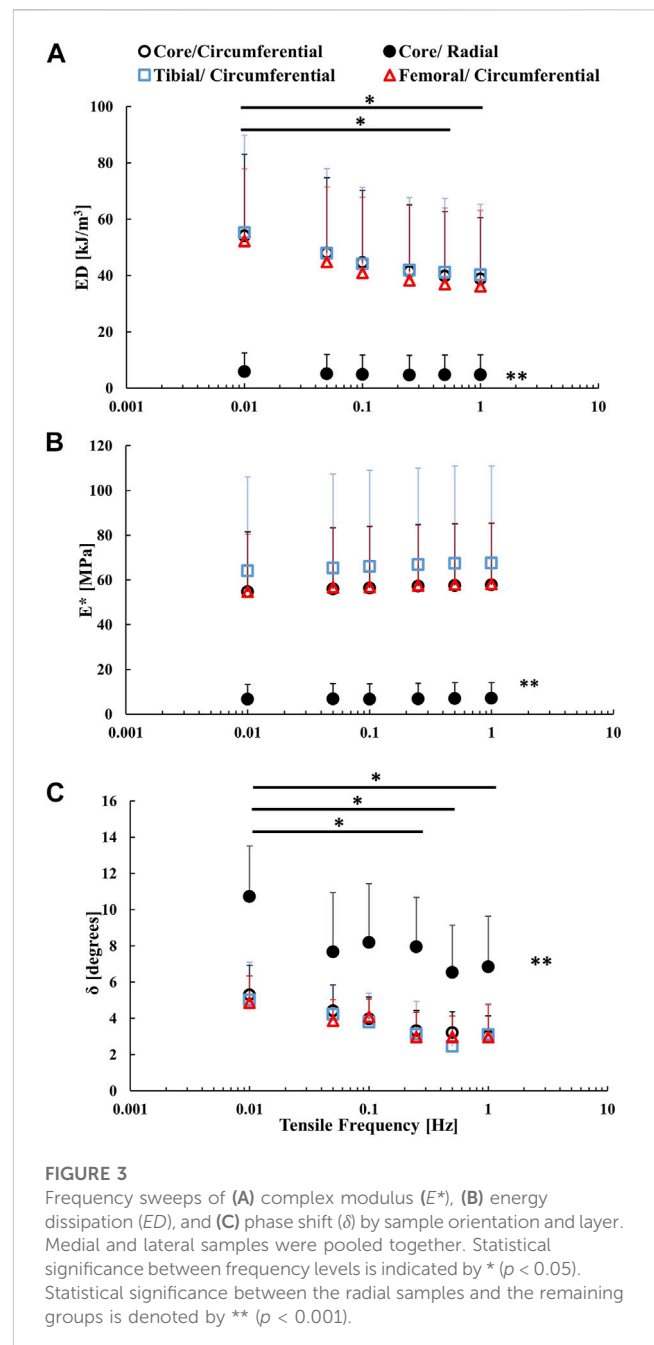 A
Core/Circumferential
Core/ Radial
Tibial/ Circumferential
Femoral/ Circumferential
*
*
100
80
60
40
20
0
ED [kJ/m³]
**
0.001
0.01
0.1
1
10
B
120
100
80
60
40
20
0
E* [MPa]
**
0.001
0.01
0.1
1
10
C
*
*
*
16
14
12
10
8
6
4
2
0
δ [degrees]
**
0.001
0.01
0.1
1
10
Tensile Frequency [Hz]
FIGURE 3
Frequency sweeps of (A) complex modulus (E*), (B) energy
dissipation (ED), and (C) phase shift (δ) by sample orientation and layer.
Medial and lateral samples were pooled together. Statistical
significance between frequency levels is indicated by * (p < 0.05).
Statistical significance between the radial samples and the remaining
groups is denoted by ** (p < 0.001).